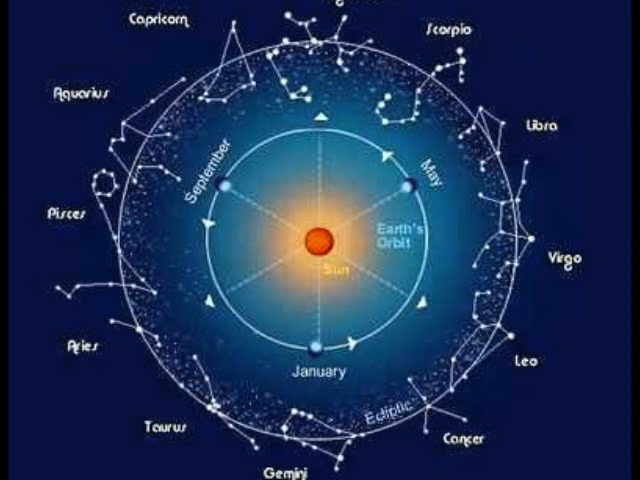 Capricorn
Scorpio
Aquarius
Libra
September
May
Pisces
Earth's
Orbit
Virgo
Sun
Aries
Leo
January
Ecliptic
Taurus
Cancer
Gemini